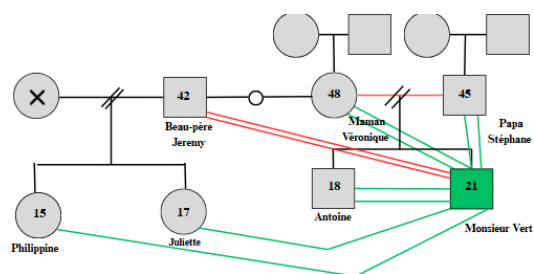 42
48
45
Beau-père
Jeremy
Maman
Véronique
Papa
Stéphane
15
17
18
21
Philippine
Juliette
Antoine
Monsieur Vert